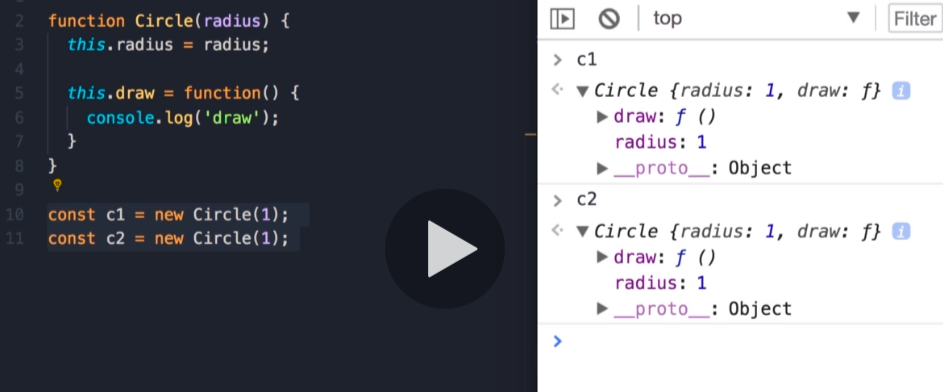 2 function Circle(radius) {
3 this.radius = radius;
4
5 this.draw = function() {
6 console.log('draw');
7 }
8 }
9
10 const c1 = new Circle(1);
11 const c2 = new Circle(1);
top ▼ Filter
> c1
<· ▼ Circle {radius: 1, draw: ƒ} i
▶ draw: ƒ ()
radius: 1
▶ __proto__: Object
> c2
<· ▼ Circle {radius: 1, draw: ƒ} i
▶ draw: ƒ ()
radius: 1
▶ __proto__: Object
>